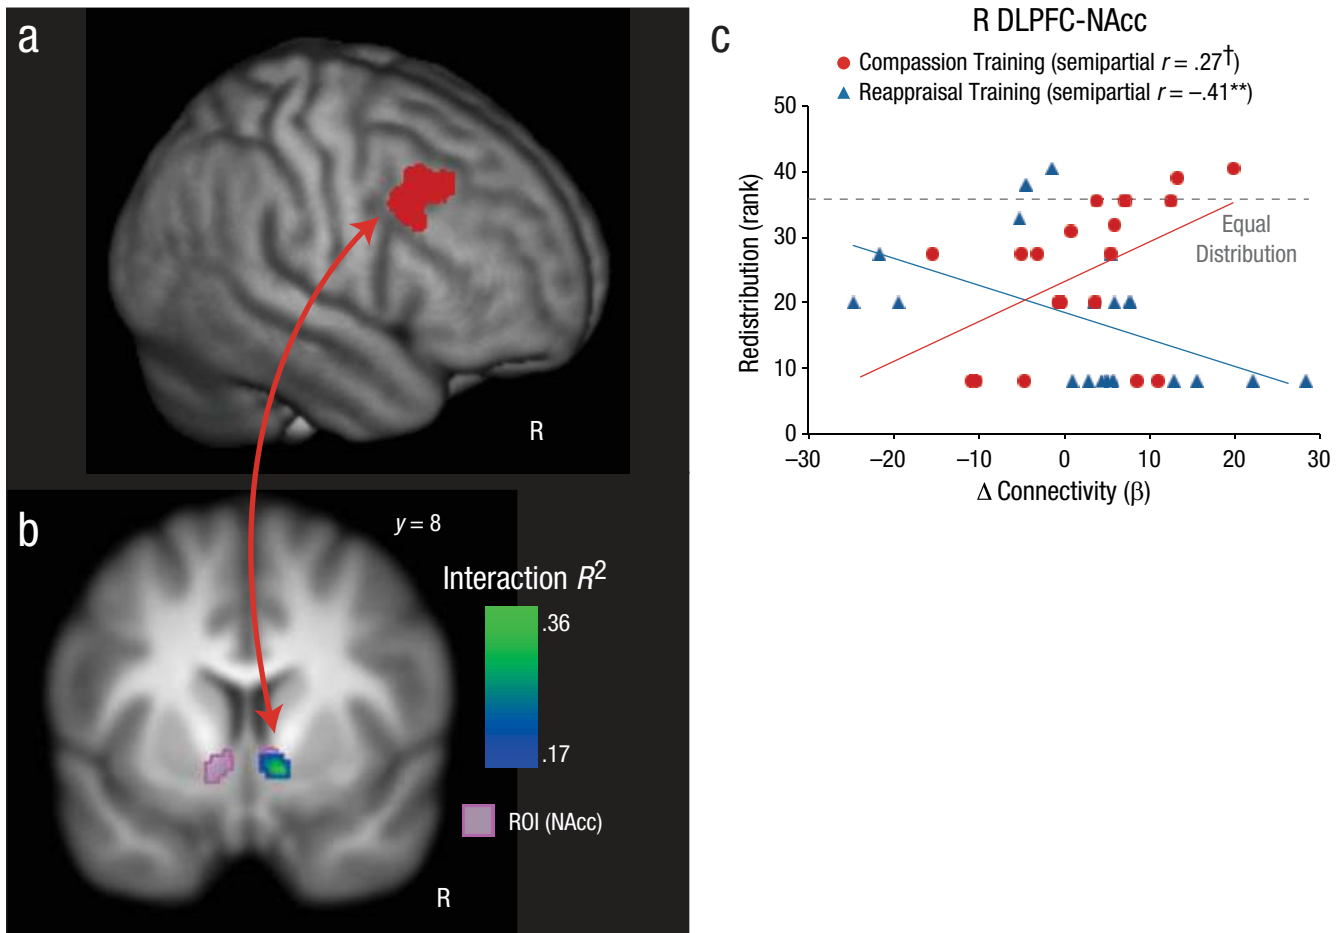 a
R
b
y = 8
Interaction R²
.36
.17
ROI (NAcc)
R
c
R DLPFC-NAcc
Compassion Training (semipartial r = .27†)
Reappraisal Training (semipartial r = –.41**)
Redistribution (rank)
50
40
30
20
10
0
Equal
Distribution
–30
–20
–10
0
10
20
30
Δ Connectivity (β)